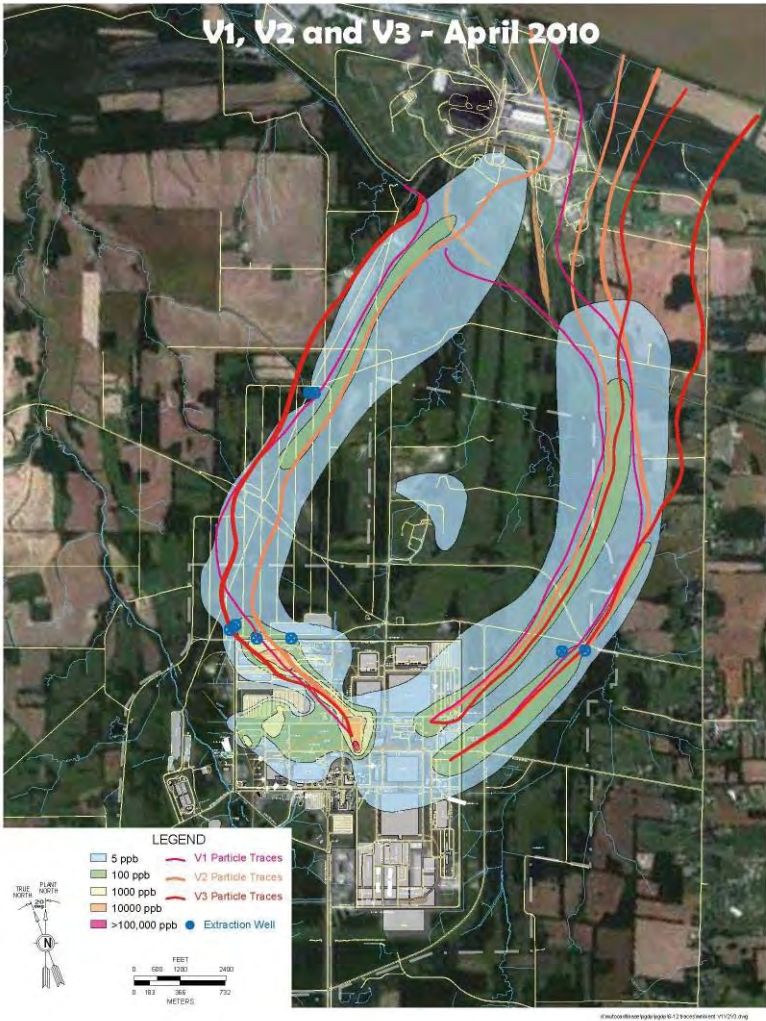 V1, V2 and V3 - April 2010
LEGEND
5 ppb
100 ppb
1000 ppb
10000 ppb
>100,000 ppb
V1 Particle Traces
V2 Particle Traces
V3 Particle Traces
Extraction Well
TRUE NORTH
PLANT NORTH
20
N
FEET
0 600 1200 2400
0 183 366 732
METERS